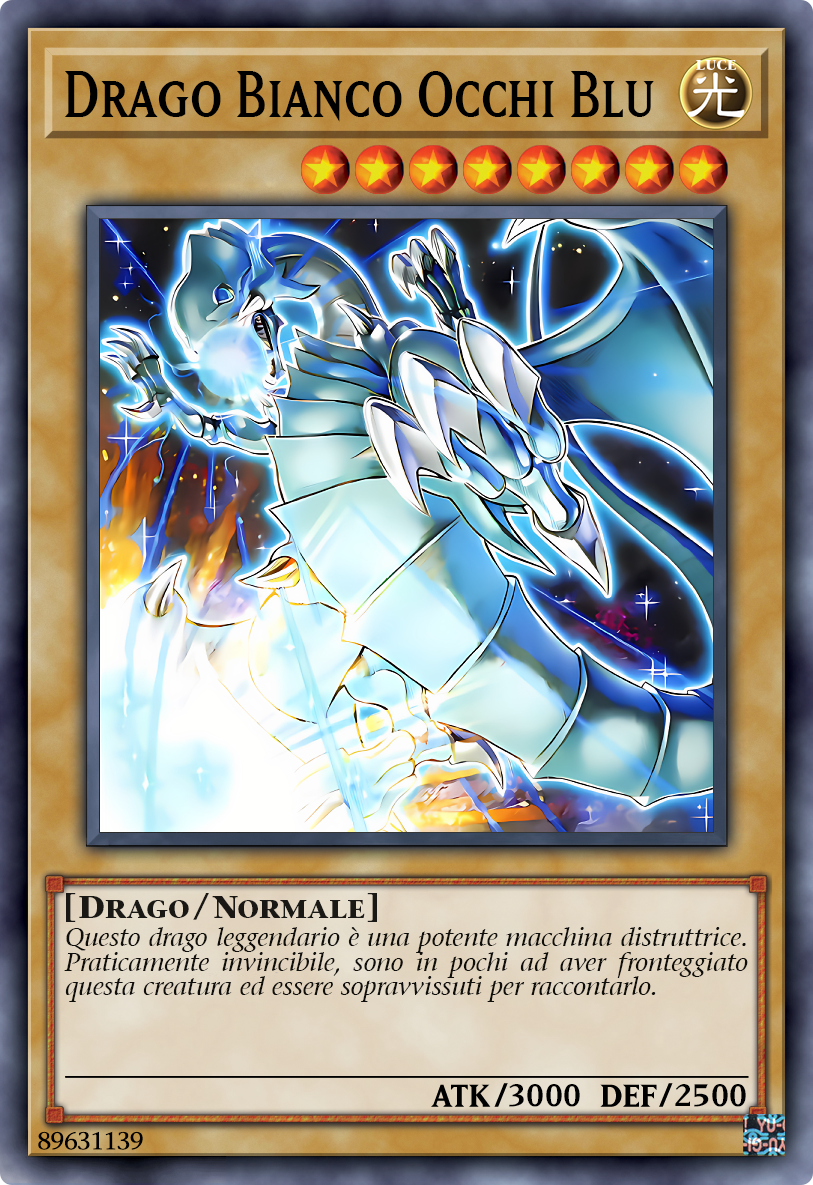 Drago Bianco Occhi Blu
LUCE
光
[Drago/Normale]
Questo drago leggendario è una potente macchina distruttrice.
Praticamente invincibile, sono in pochi ad aver fronteggiato
questa creatura ed essere sopravvissuti per raccontarlo.
ATK/3000 DEF/2500
89631139